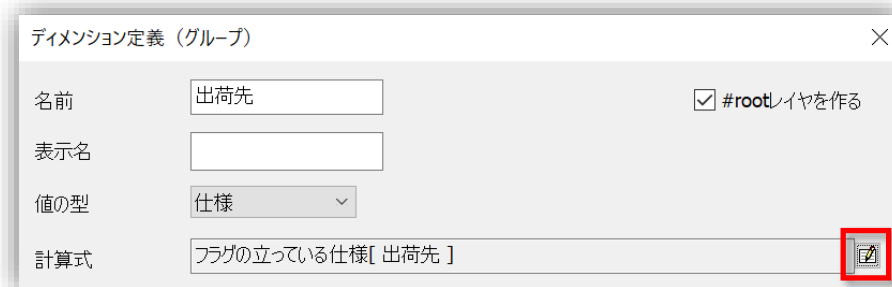 ディメンション定義（グループ）
名前
出荷先
#rootレイヤを作る
表示名
値の型
仕様
計算式
フラグの立っている仕様[ 出荷先 ]